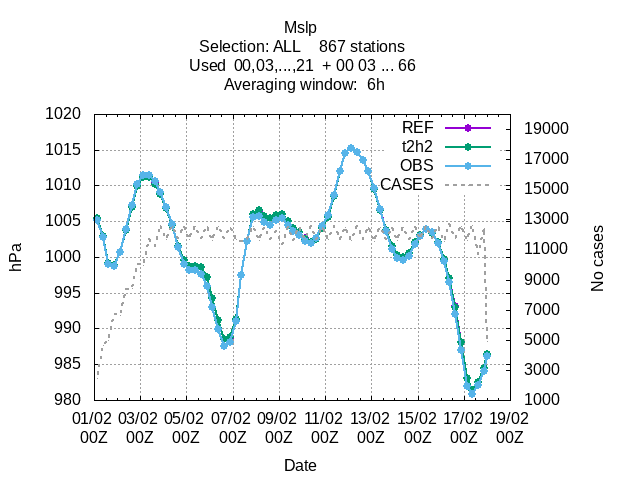 Mslp
Selection: ALL 867 stations
Used 00,03,...,21 + 00 03 ... 66
Averaging window: 6h
REF
t2h2
OBS
CASES
hPa
1020
1015
1010
1005
1000
995
990
985
980
No cases
19000
17000
15000
13000
11000
9000
7000
5000
3000
1000
01/02 03/02 05/02 07/02 09/02 11/02 13/02 15/02 17/02 19/02
00Z 00Z 00Z 00Z 00Z 00Z 00Z 00Z 00Z 00Z
Date